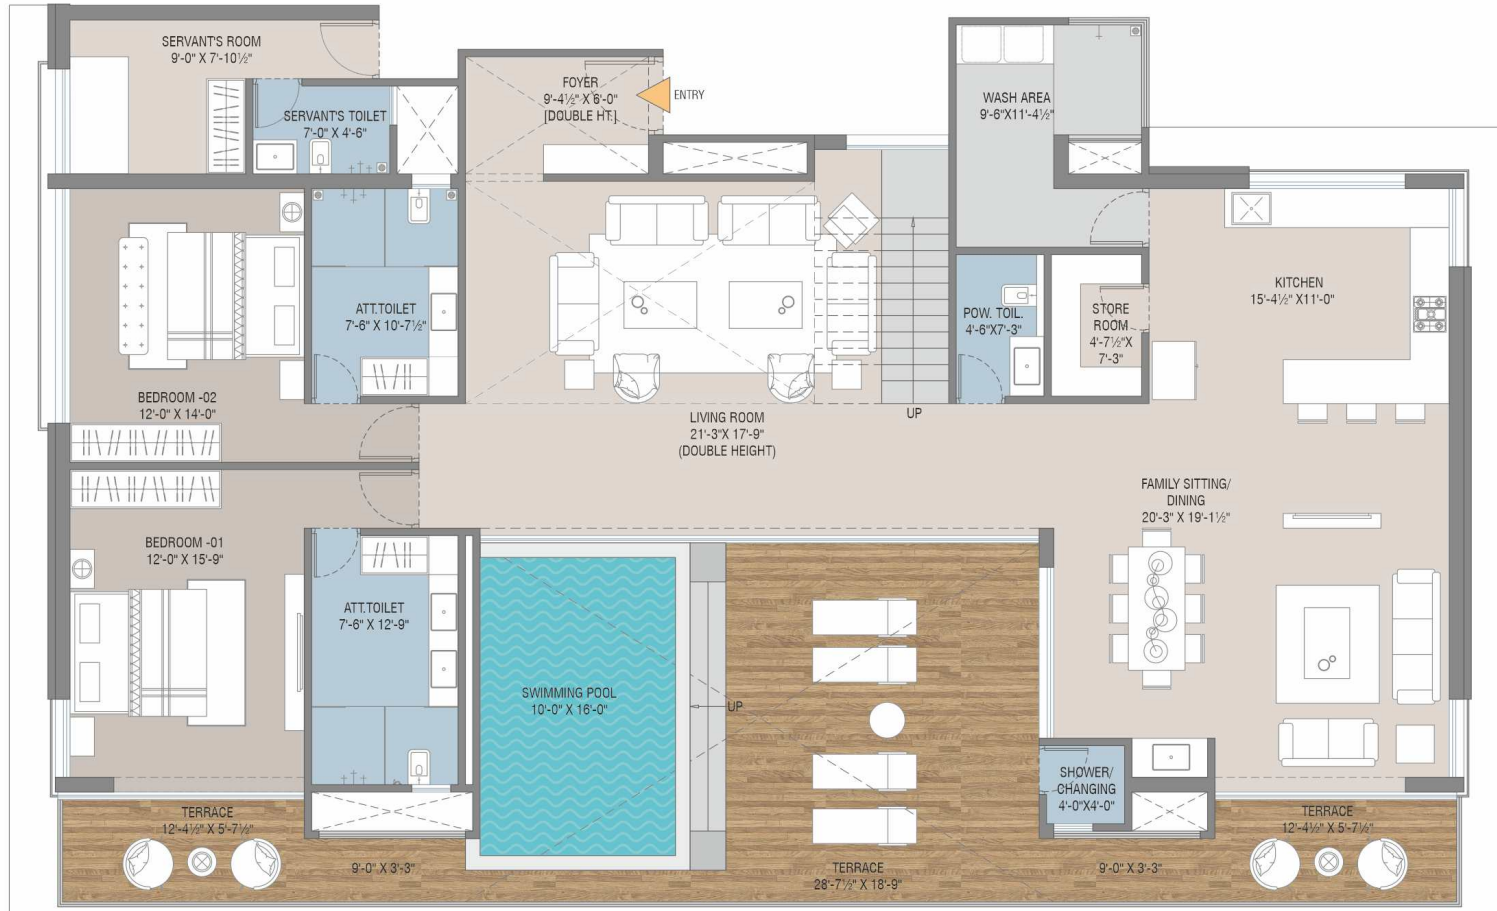 SERVANT'S ROOM
9'-0" X 7'-10½"
SERVANT'S TOILET
7'-0" X 4'-6"
FOYER
9'-4½" X 6'-0"
[DOUBLE HT.]
ENTRY
WASH AREA
9'-6"X11'-4½"
ATT.TOILET
7'-6" X 10'-7½"
BEDROOM -02
12'-0" X 14'-0"
POW. TOIL.
4'-6"X7'-3"
STORE
ROOM
4'-7½"X
7'-3"
KITCHEN
15'-4½" X11'-0"
UP
LIVING ROOM
21'-3"X 17'-9"
(DOUBLE HEIGHT)
FAMILY SITTING/
DINING
20'-3" X 19'-1½"
BEDROOM -01
12'-0" X 15'-9"
ATT.TOILET
7'-6" X 12'-9"
SWIMMING POOL
10'-0" X 16'-0"
UP
SHOWER/
CHANGING
4'-0"X4'-0"
TERRACE
12'-4½" X 5'-7½"
9'-0" X 3'-3"
TERRACE
28'-7½" X 18'-9"
9'-0" X 3'-3"
TERRACE
12'-4½" X 5'-7½"